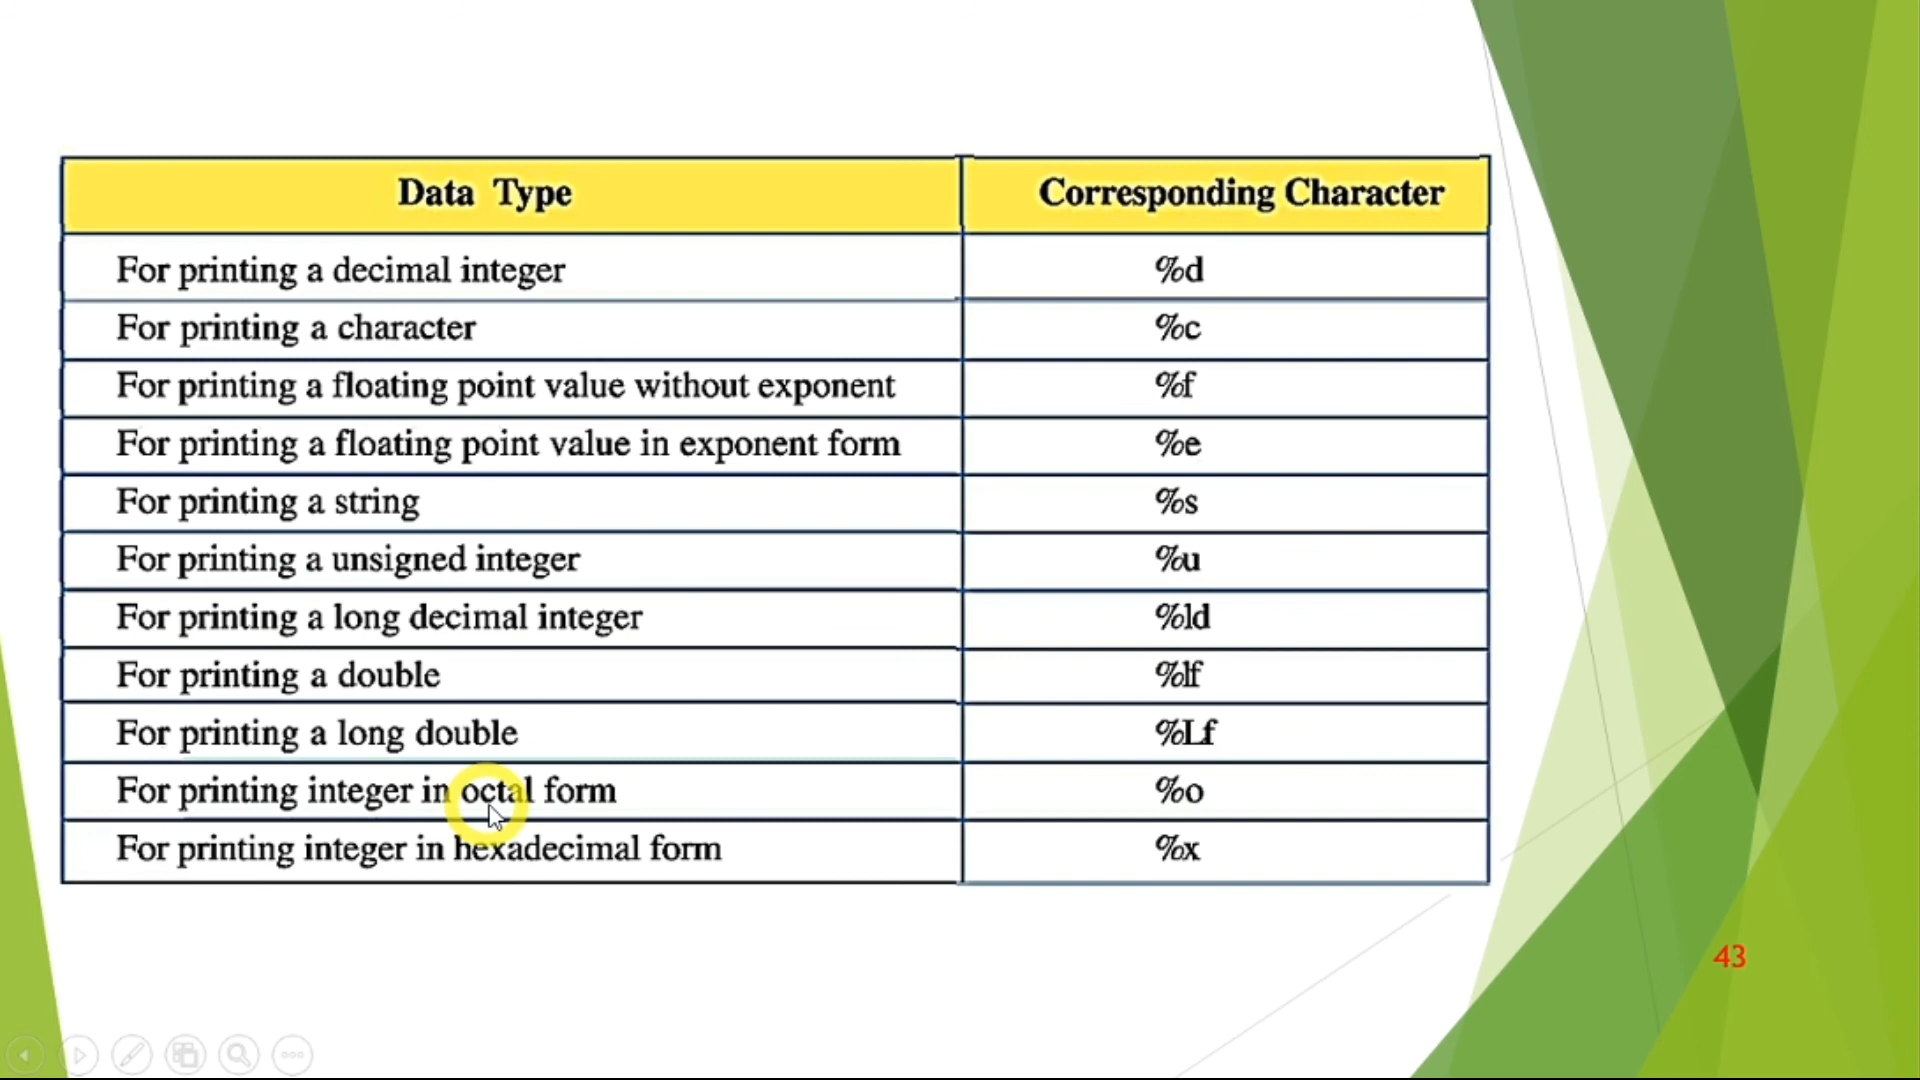 Data Type Corresponding Character
For printing a decimal integer %d
For printing a character %c
For printing a floating point value without exponent %f
For printing a floating point value in exponent form %e
For printing a string %s
For printing a unsigned integer %u
For printing a long decimal integer %ld
For printing a double %lf
For printing a long double %Lf
For printing integer in octal form %o
For printing integer in hexadecimal form %x
43